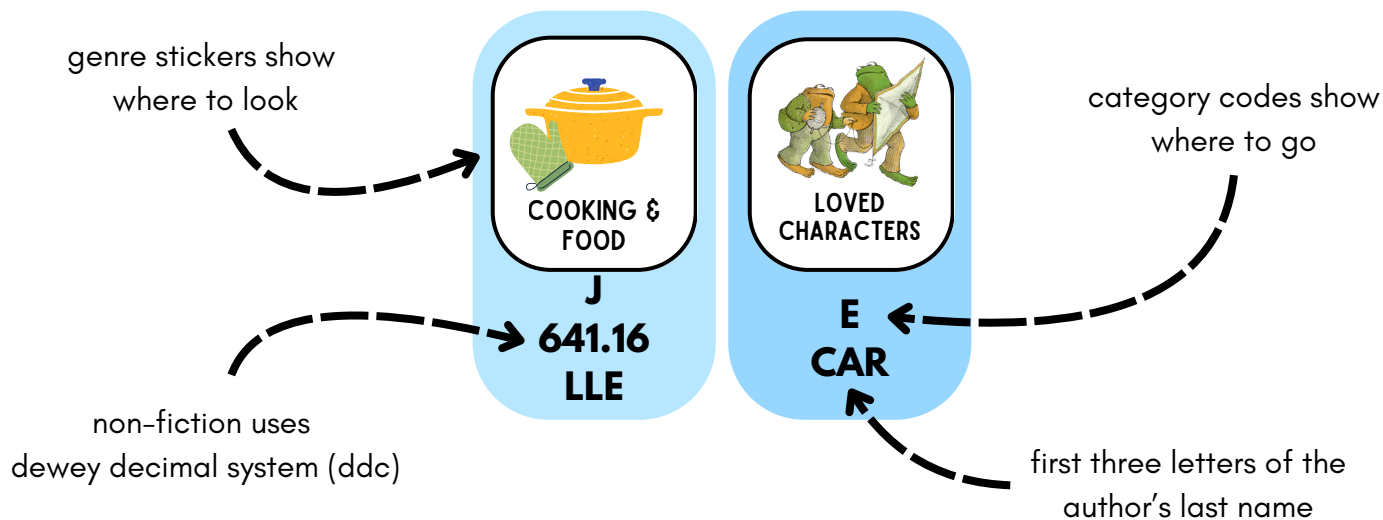 genre stickers show
where to look
COOKING &
FOOD
J
641.16
LLE
non-fiction uses
dewey decimal system (ddc)
LOVED
CHARACTERS
E
CAR
category codes show
where to go
first three letters of the
author's last name